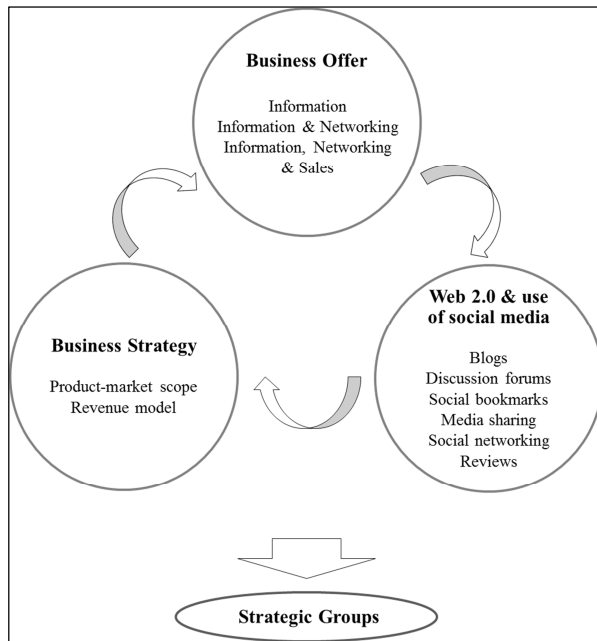 Business Offer
Information
Information & Networking
Information, Networking
& Sales
Web 2.0 & use
of social media
Blogs
Discussion forums
Social bookmarks
Media sharing
Social networking
Reviews
Business Strategy
Product-market scope
Revenue model
Strategic Groups